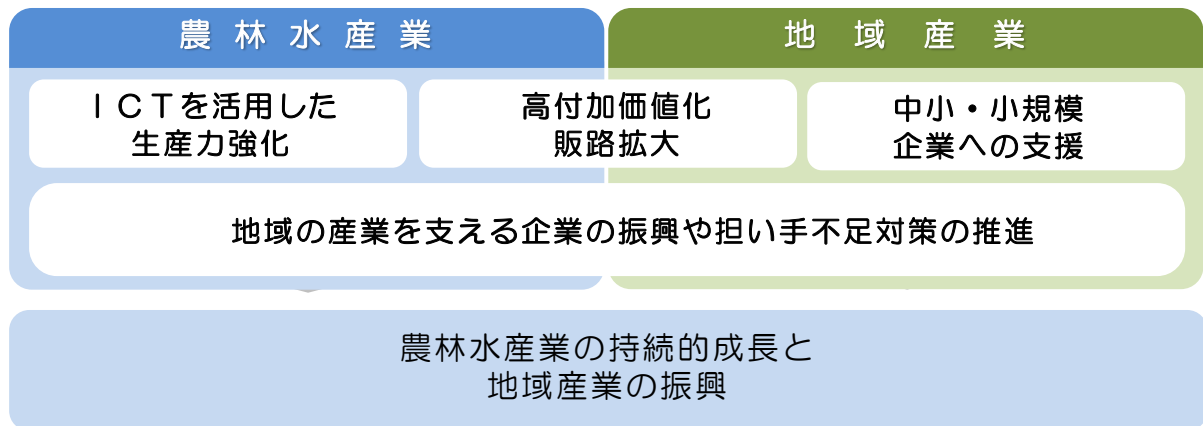 農林水産業
地域産業
ＩＣＴを活用した
生産力強化
高付加価値化
販路拡大
中小・小規模
企業への支援
地域の産業を支える企業の振興や担い手不足対策の推進
農林水産業の持続的成長と
地域産業の振興